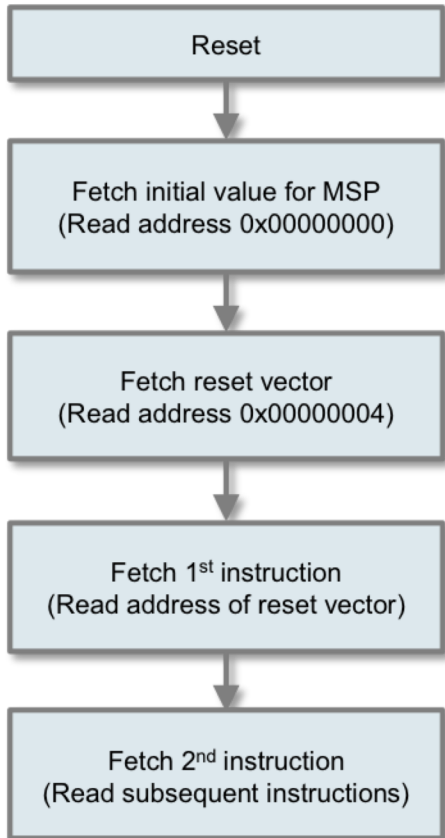 Reset
Fetch initial value for MSP
(Read address 0x00000000)
Fetch reset vector
(Read address 0x00000004)
Fetch 1st instruction
(Read address of reset vector)
Fetch 2nd instruction
(Read subsequent instructions)